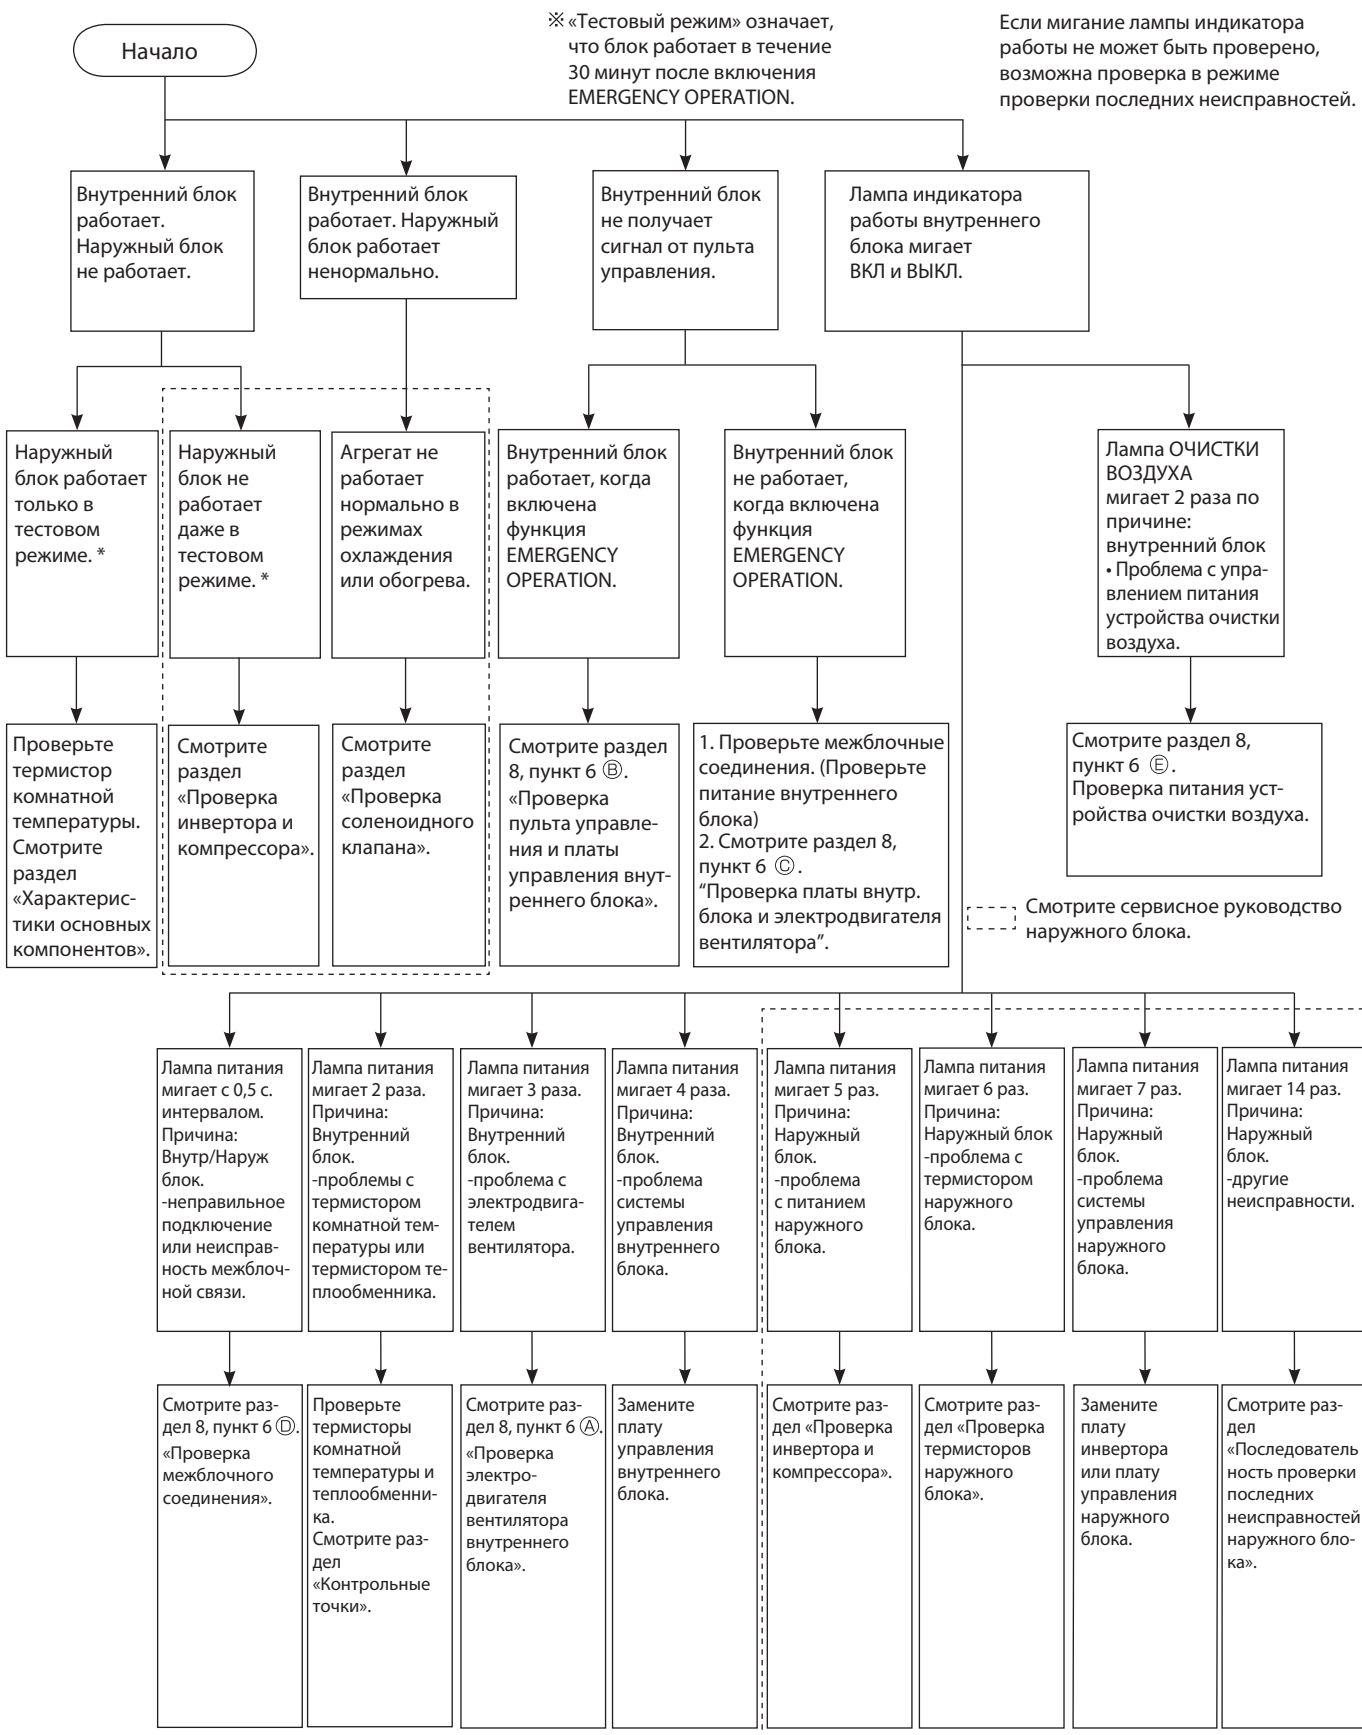 Начало
※ «Тестовый режим» означает,
что блок работает в течение
30 минут после включения
EMERGENCY OPERATION.
Если мигание лампы индикатора
работы не может быть проверено,
возможна проверка в режиме
проверки последних неисправностей.
Внутренний блок
работает.
Наружный блок
не работает.
Внутренний блок
работает. Наружный
блок работает
ненормально.
Внутренний блок
не получает
сигнал от пульта
управления.
Лампа индикатора
работы внутреннего
блока мигает
ВКЛ и ВЫКЛ.
Наружный
блок работает
только в
тестовом
режиме. *
Наружный
блок не
работает
даже в
тестовом
режиме. *
Агрегат не
работает
нормально в
режимах
охлаждения
или обогрева.
Внутренний блок
работает, когда
включена
функция
EMERGENCY
OPERATION.
Внутренний блок
не работает,
когда включена
функция
EMERGENCY
OPERATION.
Лампа ОЧИСТКИ
ВОЗДУХА
мигает 2 раза по
причине:
внутренний блок
• Проблема с упра-
влением питания
устройства очистки
воздуха.
Проверьте
термистор
комнатной
температуры.
Смотрите
раздел
«Характерис-
тики основных
компонентов».
Смотрите
раздел
«Проверка
инвертора и
компрессора».
Смотрите
раздел
«Проверка
соленоидного
клапана».
Смотрите раздел
8, пункт 6 Ⓑ.
«Проверка
пульта управле-
ния и платы
управления внут-
реннего блока».
1. Проверьте межблочные
соединения. (Проверьте
питание внутреннего
блока)
2. Смотрите раздел 8,
пункт 6 Ⓒ.
“Проверка платы внутр.
блока и электродвигателя
вентилятора”.
Смотрите раздел 8,
пункт 6 Ⓔ.
Проверка питания уст-
ройства очистки воздуха.
Смотрите сервисное руководство
наружного блока.
Лампа питания
мигает с 0,5 с.
интервалом.
Причина:
Внутр/Наруж
блок.
-неправильное
подключение
или неисправ-
ность межблоч-
ной связи.
Лампа питания
мигает 2 раза.
Причина:
Внутренний
блок.
-проблемы с
термистором
комнатной тем-
пературы или
термистором те-
плообменника.
Лампа питания
мигает 3 раза.
Причина:
Внутренний
блок.
-проблема с
электродвига-
телем
вентилятора.
Лампа питания
мигает 4 раза.
Причина:
Внутренний
блок.
-проблема
системы
управления
внутреннего
блока.
Лампа питания
мигает 5 раз.
Причина:
Наружный
блок.
-проблема
с питанием
наружного
блока.
Лампа питания
мигает 6 раз.
Причина:
Наружный блок
-проблема с
термистором
наружного
блока.
Лампа питания
мигает 7 раз.
Причина:
Наружный
блок.
-проблема
системы
управления
наружного
блока.
Лампа питания
мигает 14 раз.
Причина:
Наружный
блок.
-другие
неисправности.
Смотрите раз-
дел 8, пункт 6 Ⓓ.
«Проверка
межблочного
соединения».
Проверьте
термисторы
комнатной
температуры и
теплообменни-
ка.
Смотрите раз-
дел
«Контрольные
точки».
Смотрите раз-
дел 8, пункт 6 Ⓐ.
«Проверка
электро-
двигателя
вентилятора
внутреннего
блока».
Замените
плату
управления
внутреннего
блока.
Смотрите раз-
дел «Проверка
инвертора и
компрессора».
Смотрите раз-
дел «Проверка
термисторов
наружного
блока».
Замените
плату
инвертора
или плату
управления
наружного
блока.
Смотрите раз-
дел
«Последователь
ность проверки
последних
неисправностей
наружного бло-
ка».